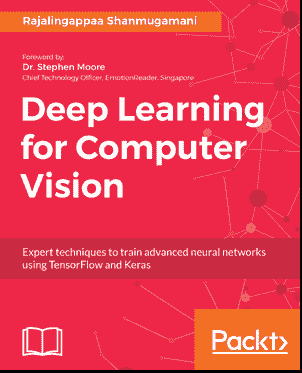 Rajalingappaa Shanmugamani
Foreword by:
Dr. Stephen Moore
Chief Technology Officer, EmotionReader, Singapore
Deep Learning
for Computer
Vision
Expert techniques to train advanced neural networks
using TensorFlow and Keras
Packt>